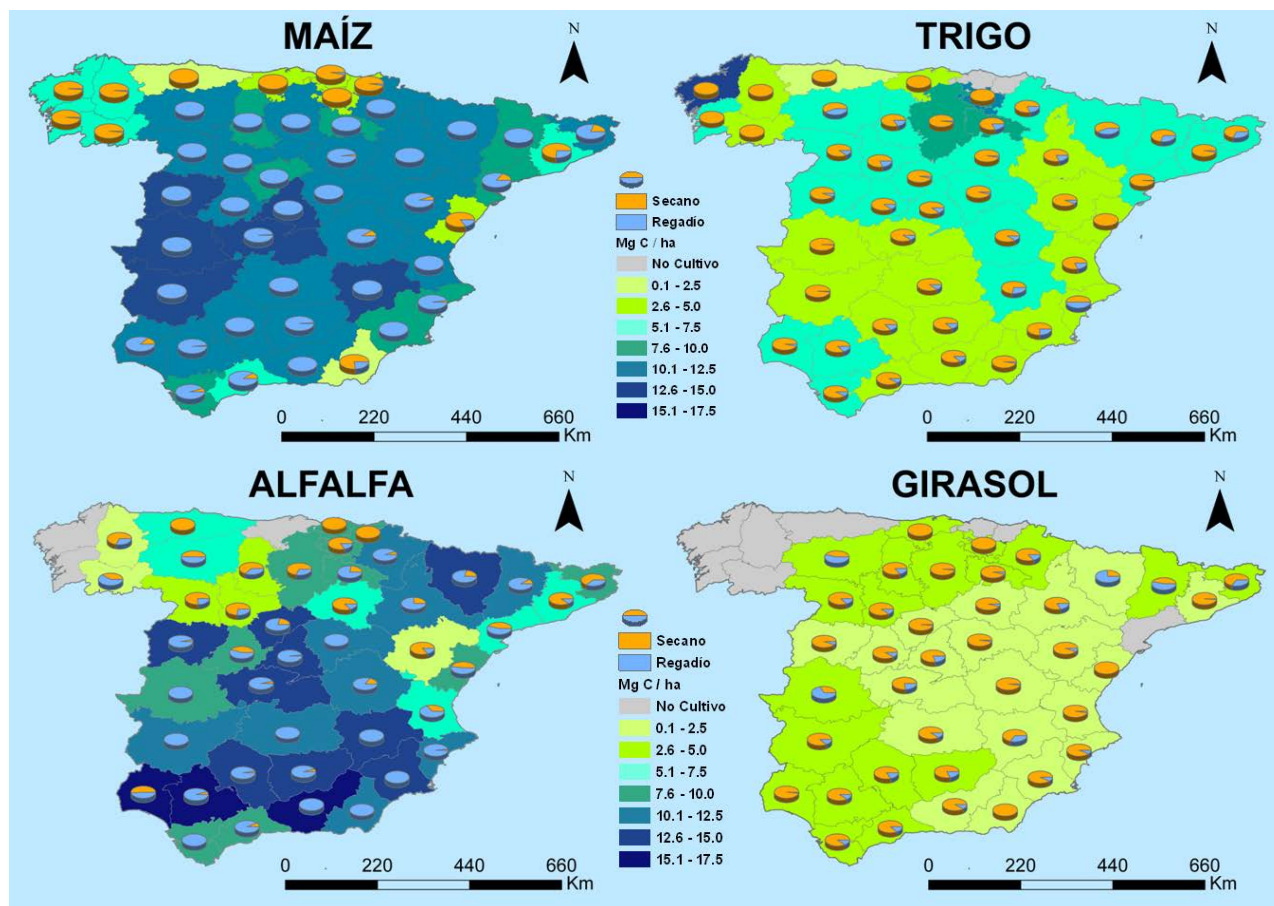 MAÍZ
N
0 220 440 660
Km
TRIGO
N
0 220 440 660
Km
Secano
Regadío
Mg C / ha
No Cultivo
0.1 - 2.5
2.6 - 5.0
5.1 - 7.5
7.6 - 10.0
10.1 - 12.5
12.6 - 15.0
15.1 - 17.5
ALFALFA
N
0 220 440 660
Km
GIRASOL
N
0 220 440 660
Km
Secano
Regadío
Mg C / ha
No Cultivo
0.1 - 2.5
2.6 - 5.0
5.1 - 7.5
7.6 - 10.0
10.1 - 12.5
12.6 - 15.0
15.1 - 17.5